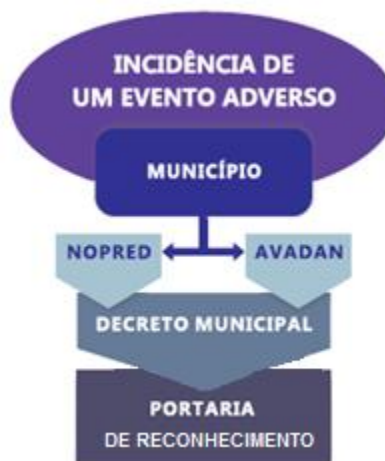 INCIDÊNCIA DE
UM EVENTO ADVERSO
MUNICÍPIO
NOPRED
AVADAN
DECRETO MUNICIPAL
PORTARIA
DE RECONHECIMENTO